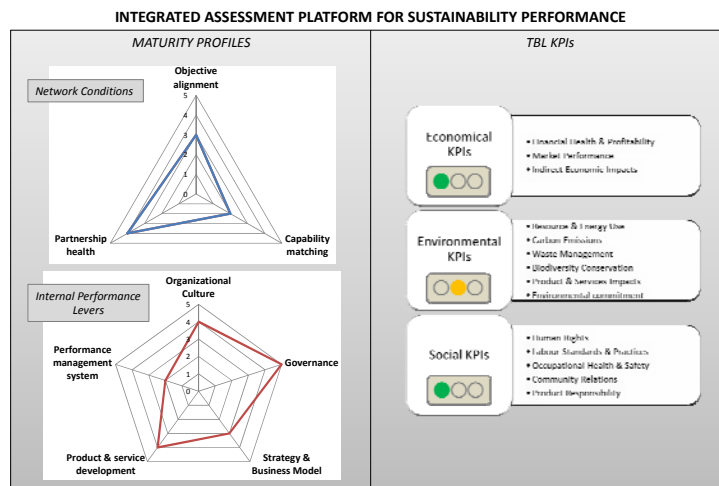 INTEGRATED ASSESSMENT PLATFORM FOR SUSTAINABILITY PERFORMANCE
MATURITY PROFILES
Network Conditions
Objective
alignment
5
4
3
2
1
0
Partnership
health
Capability
matching
Internal Performance
Levers
Organizational
Culture
5
4
3
2
1
0
Performance
management
system
Governance
Product & service
development
Strategy &
Business Model
TBL KPIs
Economical
KPIs
• Financial Health & Profitability
• Market Performance
• Indirect Economic Impacts
Environmental
KPIs
• Resource & Energy Use
• Carbon Emissions
• Waste Management
• Biodiversity Conservation
• Product & Services Impacts
• Environmental commitment
Social KPIs
• Human Rights
• Labour Standards & Practices
• Occupational Health & Safety
• Community Relations
• Product Responsibility